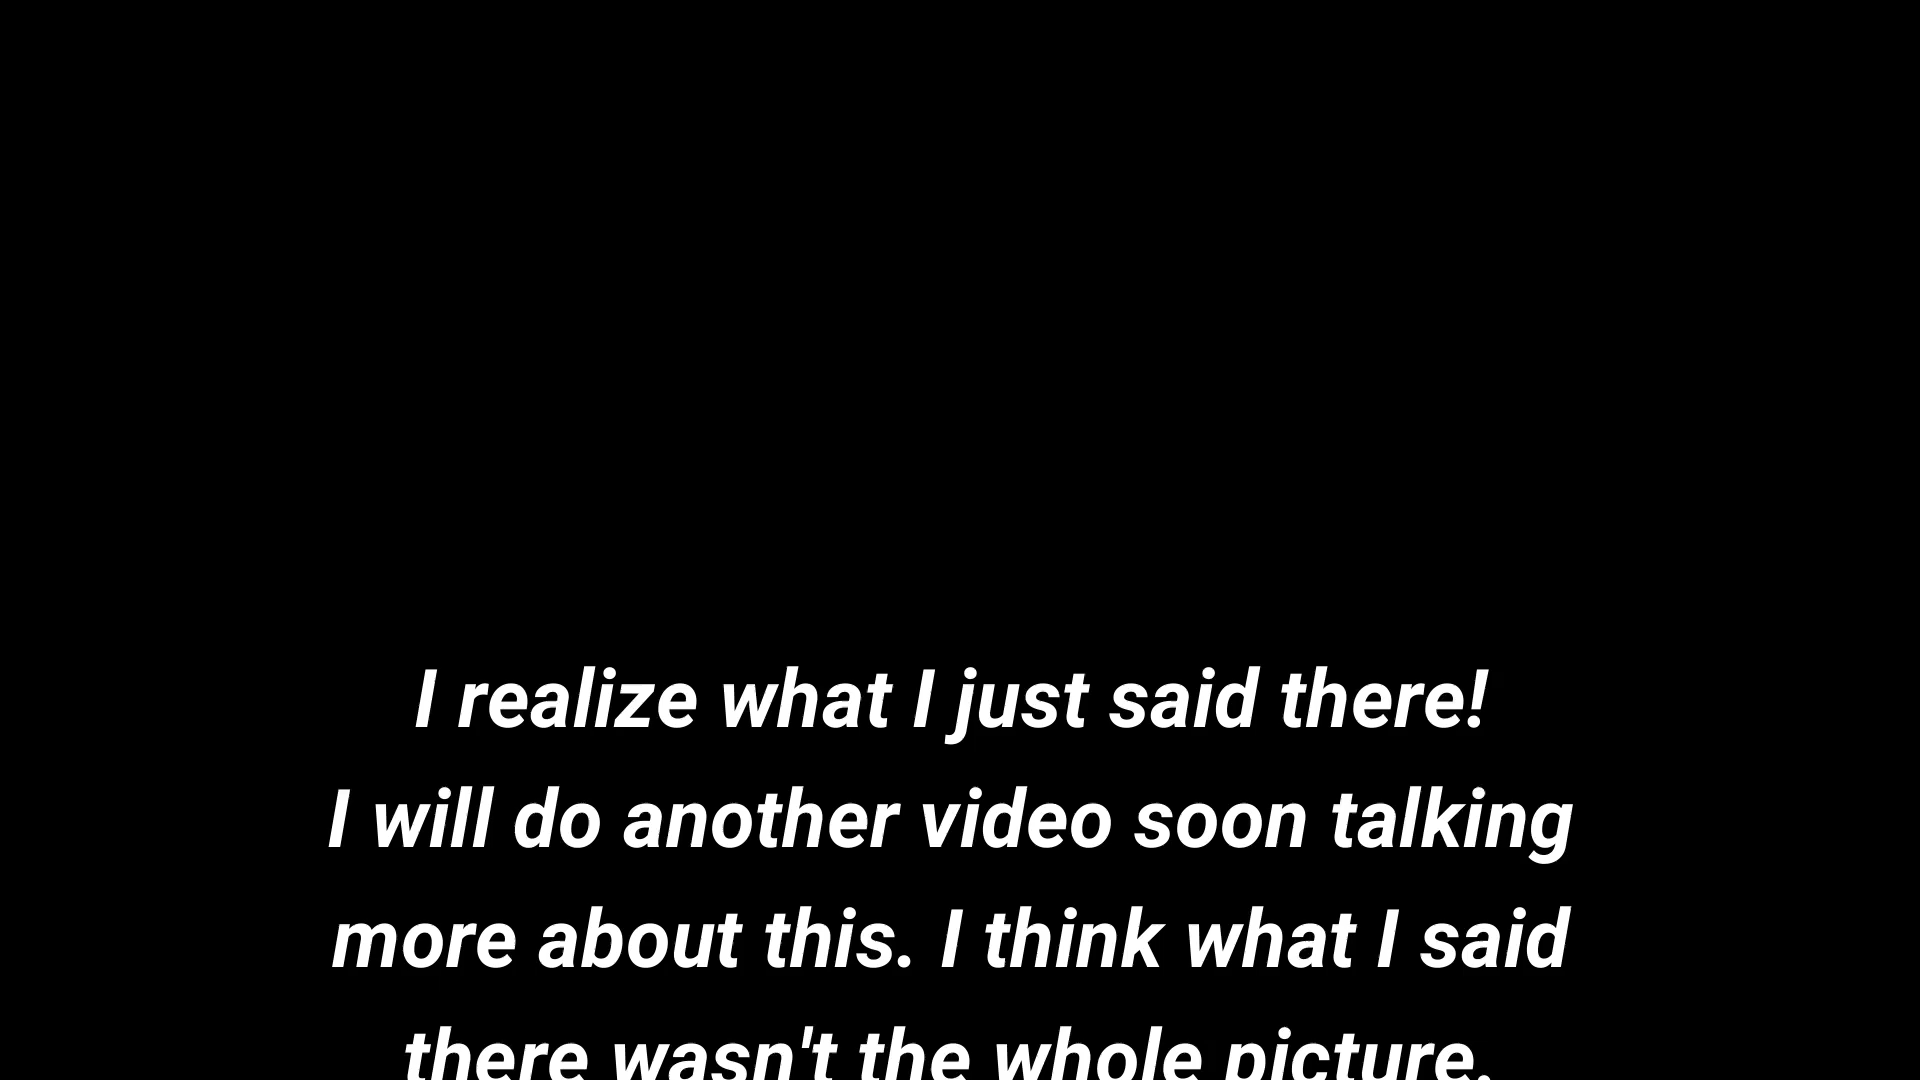 I realize what I just said there!
I will do another video soon talking
more about this. I think what I said
there wasn't the whole picture.